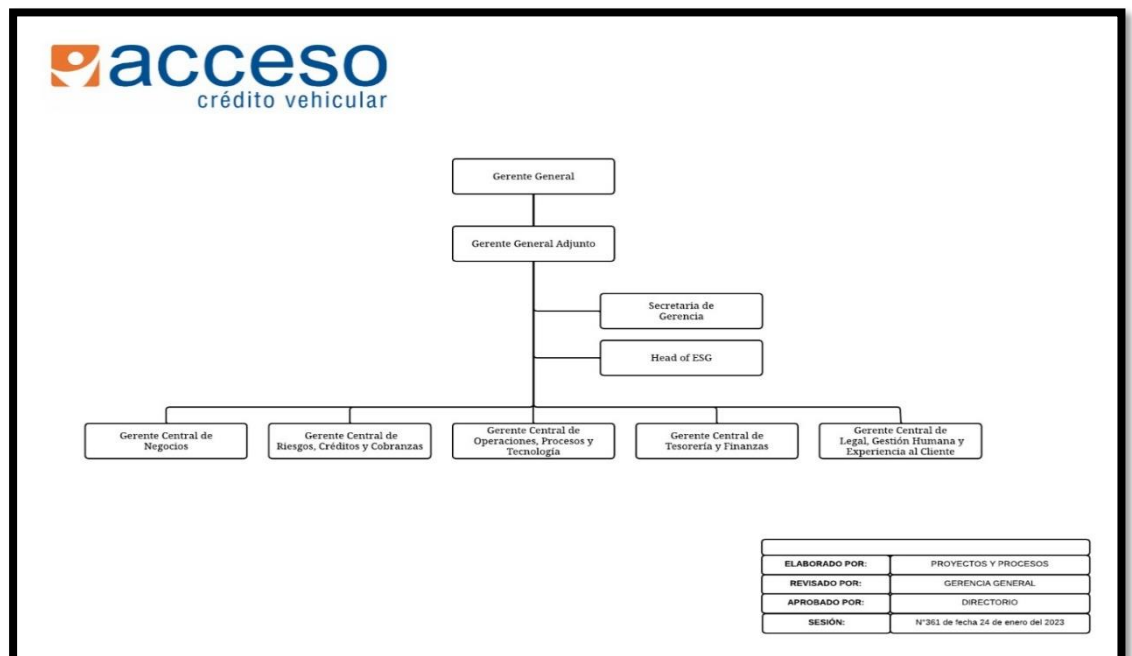 acceso
crédito vehicular
Gerente General
Gerente General Adjunto
Secretaria de
Gerencia
Head of ESG
Gerente Central de
Negocios
Gerente Central de
Riesgos, Créditos y Cobranzas
Gerente Central de
Operaciones, Procesos y
Tecnología
Gerente Central de
Tesorería y Finanzas
Gerente Central de
Legal, Gestión Humana y
Experiencia al Cliente
ELABORADO POR: PROYECTOS Y PROCESOS
REVISADO POR: GERENCIA GENERAL
APROBADO POR: DIRECTORIO
SESIÓN: N°361 de fecha 24 de enero del 2023